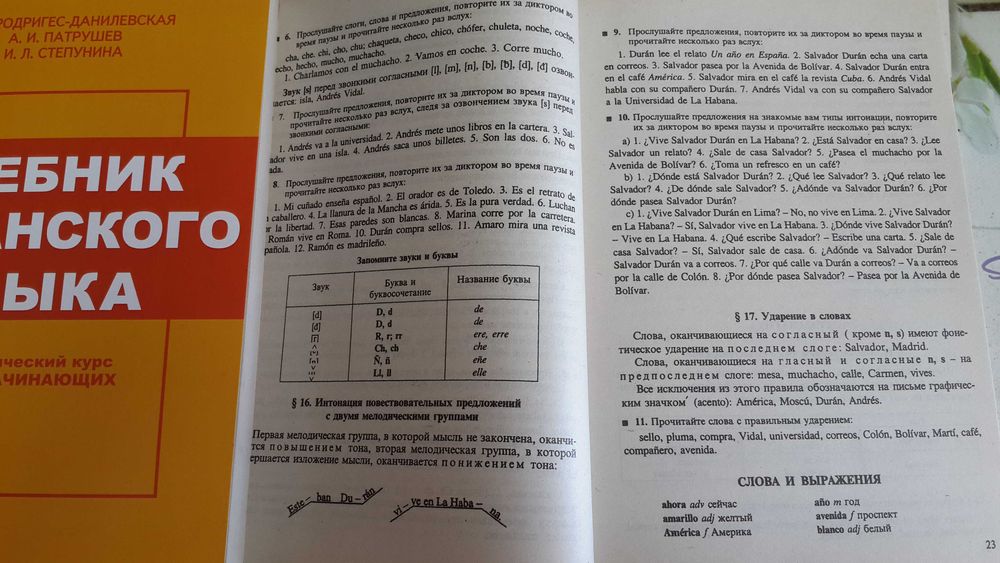 РОДРИГЕС-ДАНИЛЕВСКАЯ
А. И. ПАТРУШЕВ
И. Л. СТЕПУНИНА
ЕБНИК
АНСКОГО
ЫКА
ический курс
АЧИНАЮЩИХ
6. Прослушайте слоги, слова и предложения, повторите их за диктором во
время паузы и прочитайте несколько раз вслух:
cha, che, chi, cho, chu; chaqueta, checo, chico, chófer, chuleta, noche, coche,
echo, hecho, mucho, muchacho.
1. Charlamos con el muchacho. 2. Vamos en coche. 3. Corre mucho.
Звук [s] перед звонкими согласными [l], [m], [n], [b], [ƀ], [d], [đ] озвон-
чается: isla, Andrés Vidal.
7. Прослушайте предложения, повторите их за диктором во время паузы и
прочитайте несколько раз вслух, следя за озвончением звука [s] перед
звонкими согласными:
1. Andrés va a la universidad. 2. Andrés mete unos libros en la cartera. 3. Sal-
ador vive en una isla. 4. Andrés saca unos billetes. 5. Son las dos. 6. No es
ada.
8. Прослушайте предложения, повторите их за диктором во время паузы и
прочитайте несколько раз вслух:
1. Mi cuñado enseña español. 2. El orador es de Toledo. 3. Es el retrato de
n caballero. 4. La llanura de la Mancha es árida. 5. Es la pura verdad. 6. Luchan
or la libertad. 7. Esas paredes son blancas. 8. Marina corre por la carretera.
Román vive en Roma. 10. Durán compra sellos. 11. Amaro mira una revista
pañola. 12. Ramón es madrileño.
Запомните звуки и буквы
Звук Буква и буквосочетание Название буквы
[d] D, d de
[đ] D, d de
[r̄] R, r; rr ere, erre
Ch, ch che
Ñ, ñ eñe
Ll, ll elle
§ 16. Интонация повествовательных предложений
с двумя мелодическими группами
Первая мелодическая группа, в которой мысль не закончена, оканчи-
тся повышением тона, вторая мелодическая группа, в которой
ершается изложение мысли, оканчивается понижением тона:
Este – ban Du – rán
vi – ve en La Haba – na.
9. Прослушайте предложения, повторите их за диктором во время паузы и
прочитайте несколько раз вслух:
1. Durán lee el relato Un año en España. 2. Salvador Durán echa una carta
en correos. 3. Salvador pasea por la Avenida de Bolívar. 4. Salvador Durán entra
en el café América. 5. Salvador mira en el café la revista Cuba. 6. Andrés Vidal
habla con su compañero Durán. 7. Andrés Vidal va con su compañero Salvador
a la Universidad de La Habana.
10. Прослушайте предложения на знакомые вам типы интонации, повторите
их за диктором во время паузы и прочитайте несколько раз вслух:
a) 1. ¿Vive Salvador Durán en La Habana? 2. ¿Está Salvador en casa? 3. ¿Lee
Salvador un relato? 4. ¿Sale de casa Salvador? 5. ¿Pasea el muchacho por la
Avenida de Bolívar? 6. ¿Toma un refresco en un café?
b) 1. ¿Dónde está Salvador Durán? 2. ¿Qué lee Salvador? 3. ¿Qué relato lee
Salvador? 4. ¿De dónde sale Salvador? 5. ¿Adónde va Salvador Durán? 6. ¿Por
dónde pasea Salvador Durán?
c) 1. ¿Vive Salvador Durán en Lima? – No, no vive en Lima. 2. ¿Vive Salvador
en La Habana? – Sí, Salvador vive en La Habana. 3. ¿Dónde vive Salvador Durán?
– Vive en La Habana. 4. ¿Qué escribe Salvador? – Escribe una carta. 5. ¿Sale de
casa Salvador? – Sí, Salvador sale de casa. 6. ¿Adónde va Salvador Durán? –
Salvador Durán va a correos. 7. ¿Por qué calle va Durán a correos? – Va a correos
por la calle de Colón. 8. ¿Por dónde pasea Salvador? – Pasea por la Avenida de
Bolívar.
§ 17. Ударение в словах
Слова, оканчивающиеся на согласный ( кроме n, s) имеют фоне-
тическое ударение на последнем слоге: Salvador, Madrid.
Слова, оканчивающиеся на гласный и согласные n, s – на
предпоследнем слоге: mesa, muchacho, calle, Carmen, vives.
Все исключения из этого правила обозначаются на письме графичес-
ким значком ́ (acento): América, Moscú, Durán, Andrés.
11. Прочитайте слова с правильным ударением:
sello, pluma, compra, Vidal, universidad, correos, Colón, Bolívar, Martí, café,
compañero, avenida.
СЛОВА И ВЫРАЖЕНИЯ
ahora adv сейчас
amarillo adj желтый
América f Америка
año m год
avenida f проспект
blanco adj белый
23